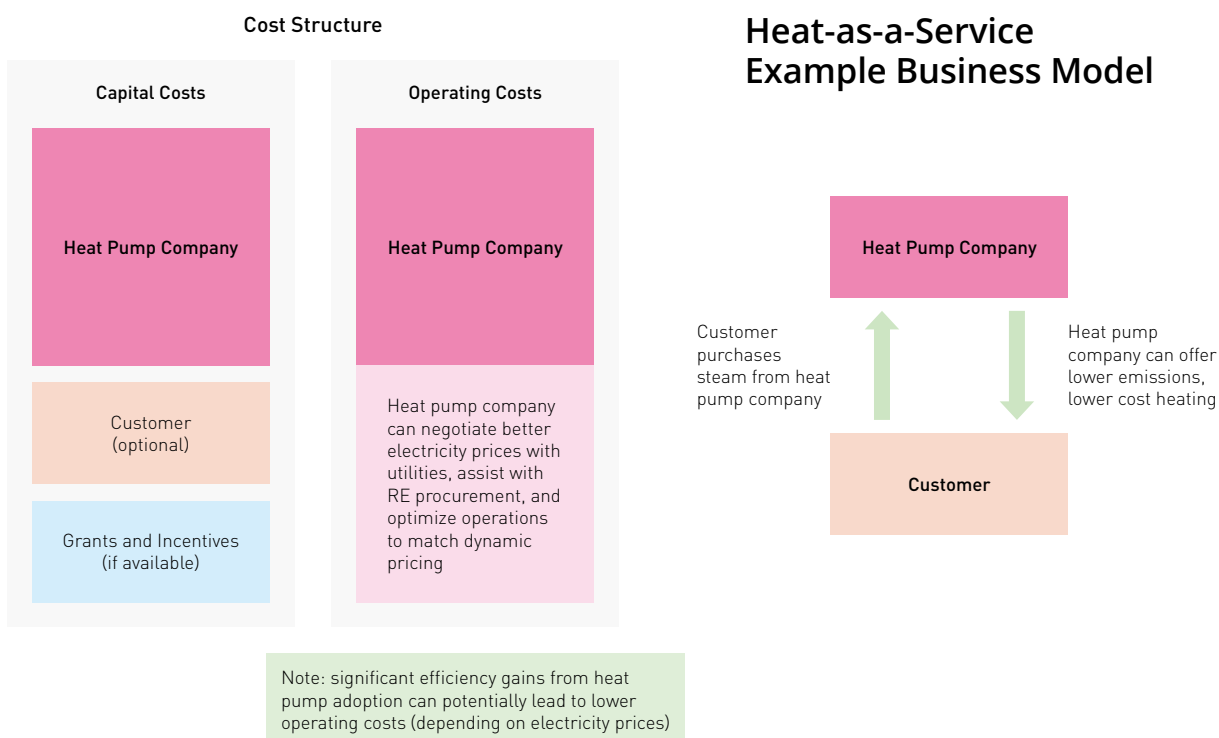 Cost Structure
Capital Costs
Heat Pump Company
Customer
(optional)
Grants and Incentives
(if available)
Operating Costs
Heat Pump Company
Heat pump company
can negotiate better
electricity prices with
utilities, assist with
RE procurement, and
optimize operations
to match dynamic
pricing
Note: significant efficiency gains from heat
pump adoption can potentially lead to lower
operating costs (depending on electricity prices)
Heat-as-a-Service
Example Business Model
Heat Pump Company
Customer
purchases
steam from heat
pump company
Heat pump
company can offer
lower emissions,
lower cost heating
Customer